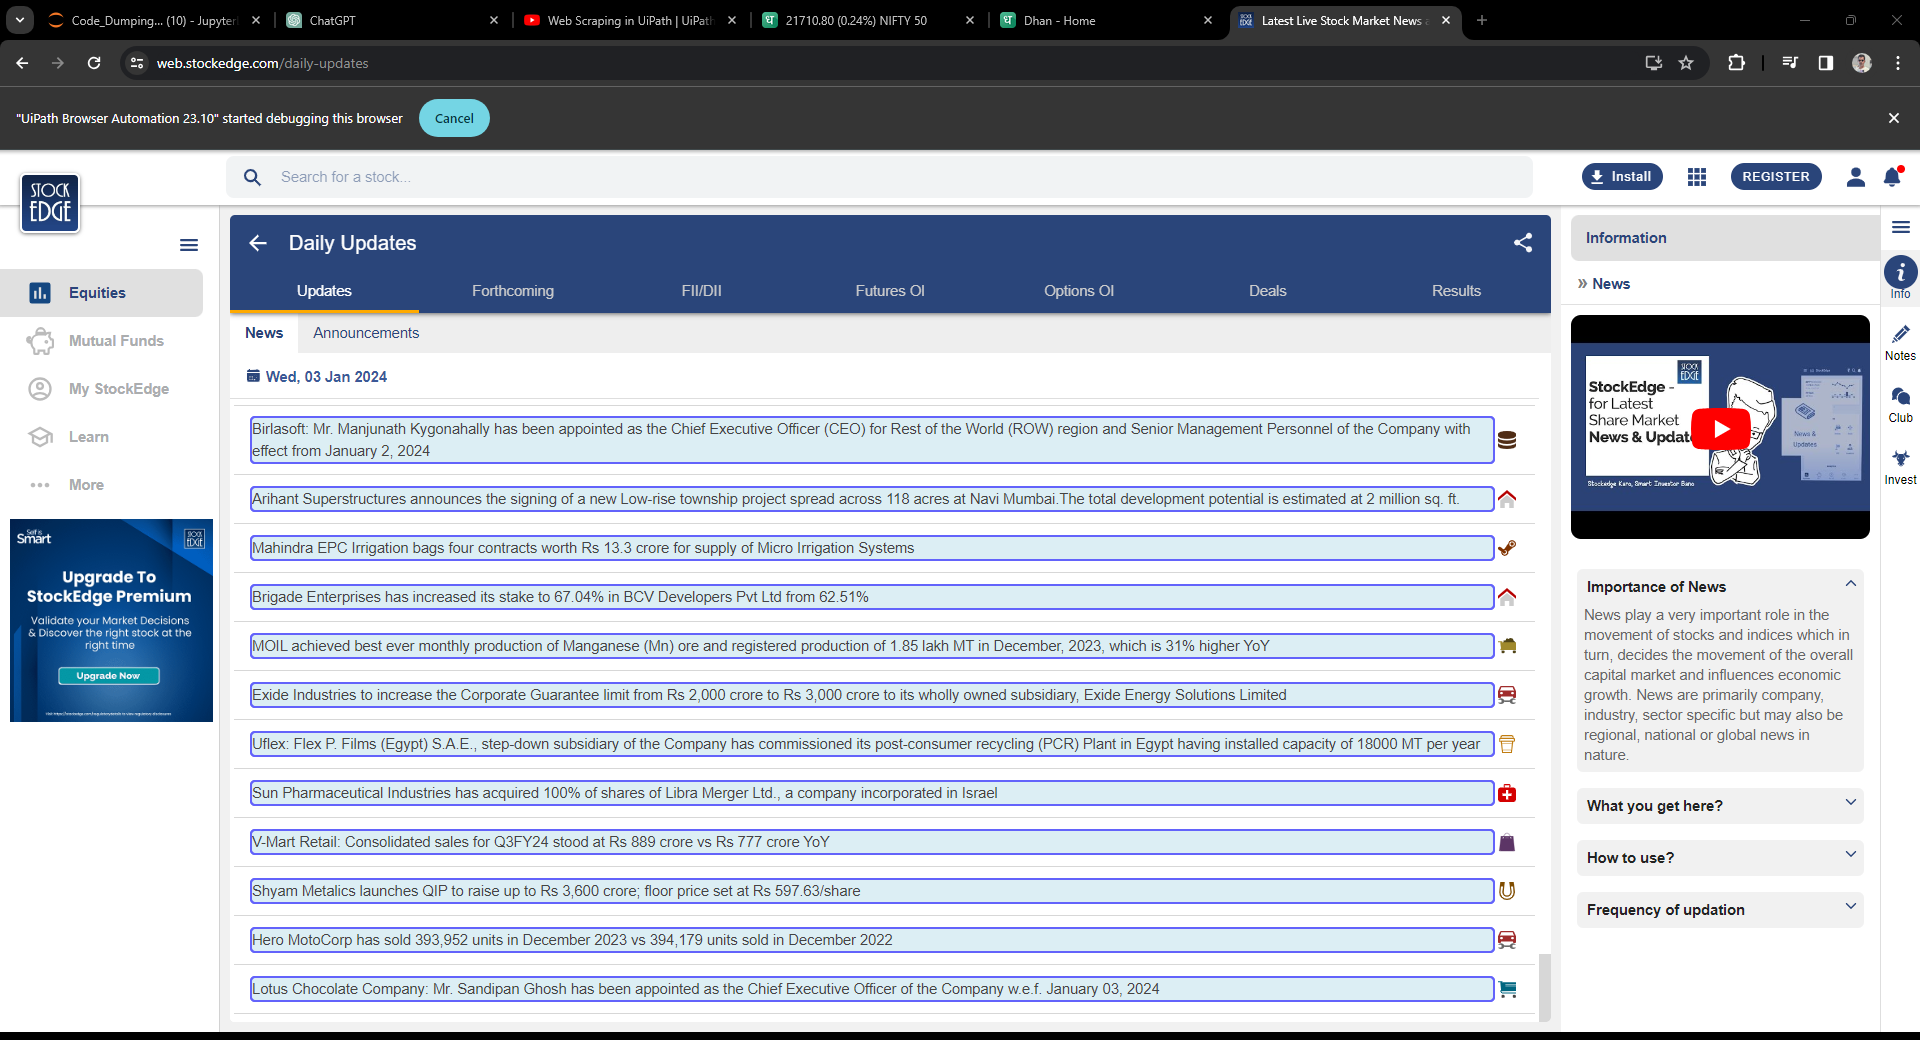 Code_Dumping... (10) - Jupyter
ChatGPT
Web Scraping in UiPath | UiPath
21710.80 (0.24%) NIFTY 50
Dhan - Home
Latest Live Stock Market News
web.stockedge.com/daily-updates
"UiPath Browser Automation 23.10" started debugging this browser
Cancel
STOCK
EDGE
Search for a stock...
Install
REGISTER
Equities
Mutual Funds
My StockEdge
Learn
More
Smart
STOCK
EDGE
Upgrade To
StockEdge Premium
Validate your Market Decisions
& Discover the right stock at the
right time
Upgrade Now
Daily Updates
Updates
Forthcoming
FII/DII
Futures OI
Options OI
Deals
Results
News
Announcements
Wed, 03 Jan 2024
Birlasoft: Mr. Manjunath Kygonahally has been appointed as the Chief Executive Officer (CEO) for Rest of the World (ROW) region and Senior Management Personnel of the Company with
effect from January 2, 2024
Arihant Superstructures announces the signing of a new Low-rise township project spread across 118 acres at Navi Mumbai.The total development potential is estimated at 2 million sq. ft.
Mahindra EPC Irrigation bags four contracts worth Rs 13.3 crore for supply of Micro Irrigation Systems
Brigade Enterprises has increased its stake to 67.04% in BCV Developers Pvt Ltd from 62.51%
MOIL achieved best ever monthly production of Manganese (Mn) ore and registered production of 1.85 lakh MT in December, 2023, which is 31% higher YoY
Exide Industries to increase the Corporate Guarantee limit from Rs 2,000 crore to Rs 3,000 crore to its wholly owned subsidiary, Exide Energy Solutions Limited
Uflex: Flex P. Films (Egypt) S.A.E., step-down subsidiary of the Company has commissioned its post-consumer recycling (PCR) Plant in Egypt having installed capacity of 18000 MT per year
Sun Pharmaceutical Industries has acquired 100% of shares of Libra Merger Ltd., a company incorporated in Israel
V-Mart Retail: Consolidated sales for Q3FY24 stood at Rs 889 crore vs Rs 777 crore YoY
Shyam Metalics launches QIP to raise up to Rs 3,600 crore; floor price set at Rs 597.63/share
Hero MotoCorp has sold 393,952 units in December 2023 vs 394,179 units sold in December 2022
Lotus Chocolate Company: Mr. Sandipan Ghosh has been appointed as the Chief Executive Officer of the Company w.e.f. January 03, 2024
Information
» News
STOCK
EDGE
StockEdge -
for Latest
Share Market
News & Updat
News &
Updates
Stockedge Karo, Smart Investor Bano
Importance of News
News play a very important role in the
movement of stocks and indices which in
turn, decides the movement of the overall
capital market and influences economic
growth. News are primarily company,
industry, sector specific but may also be
regional, national or global news in
nature.
What you get here?
How to use?
Frequency of updation
Info
Notes
Club
Invest